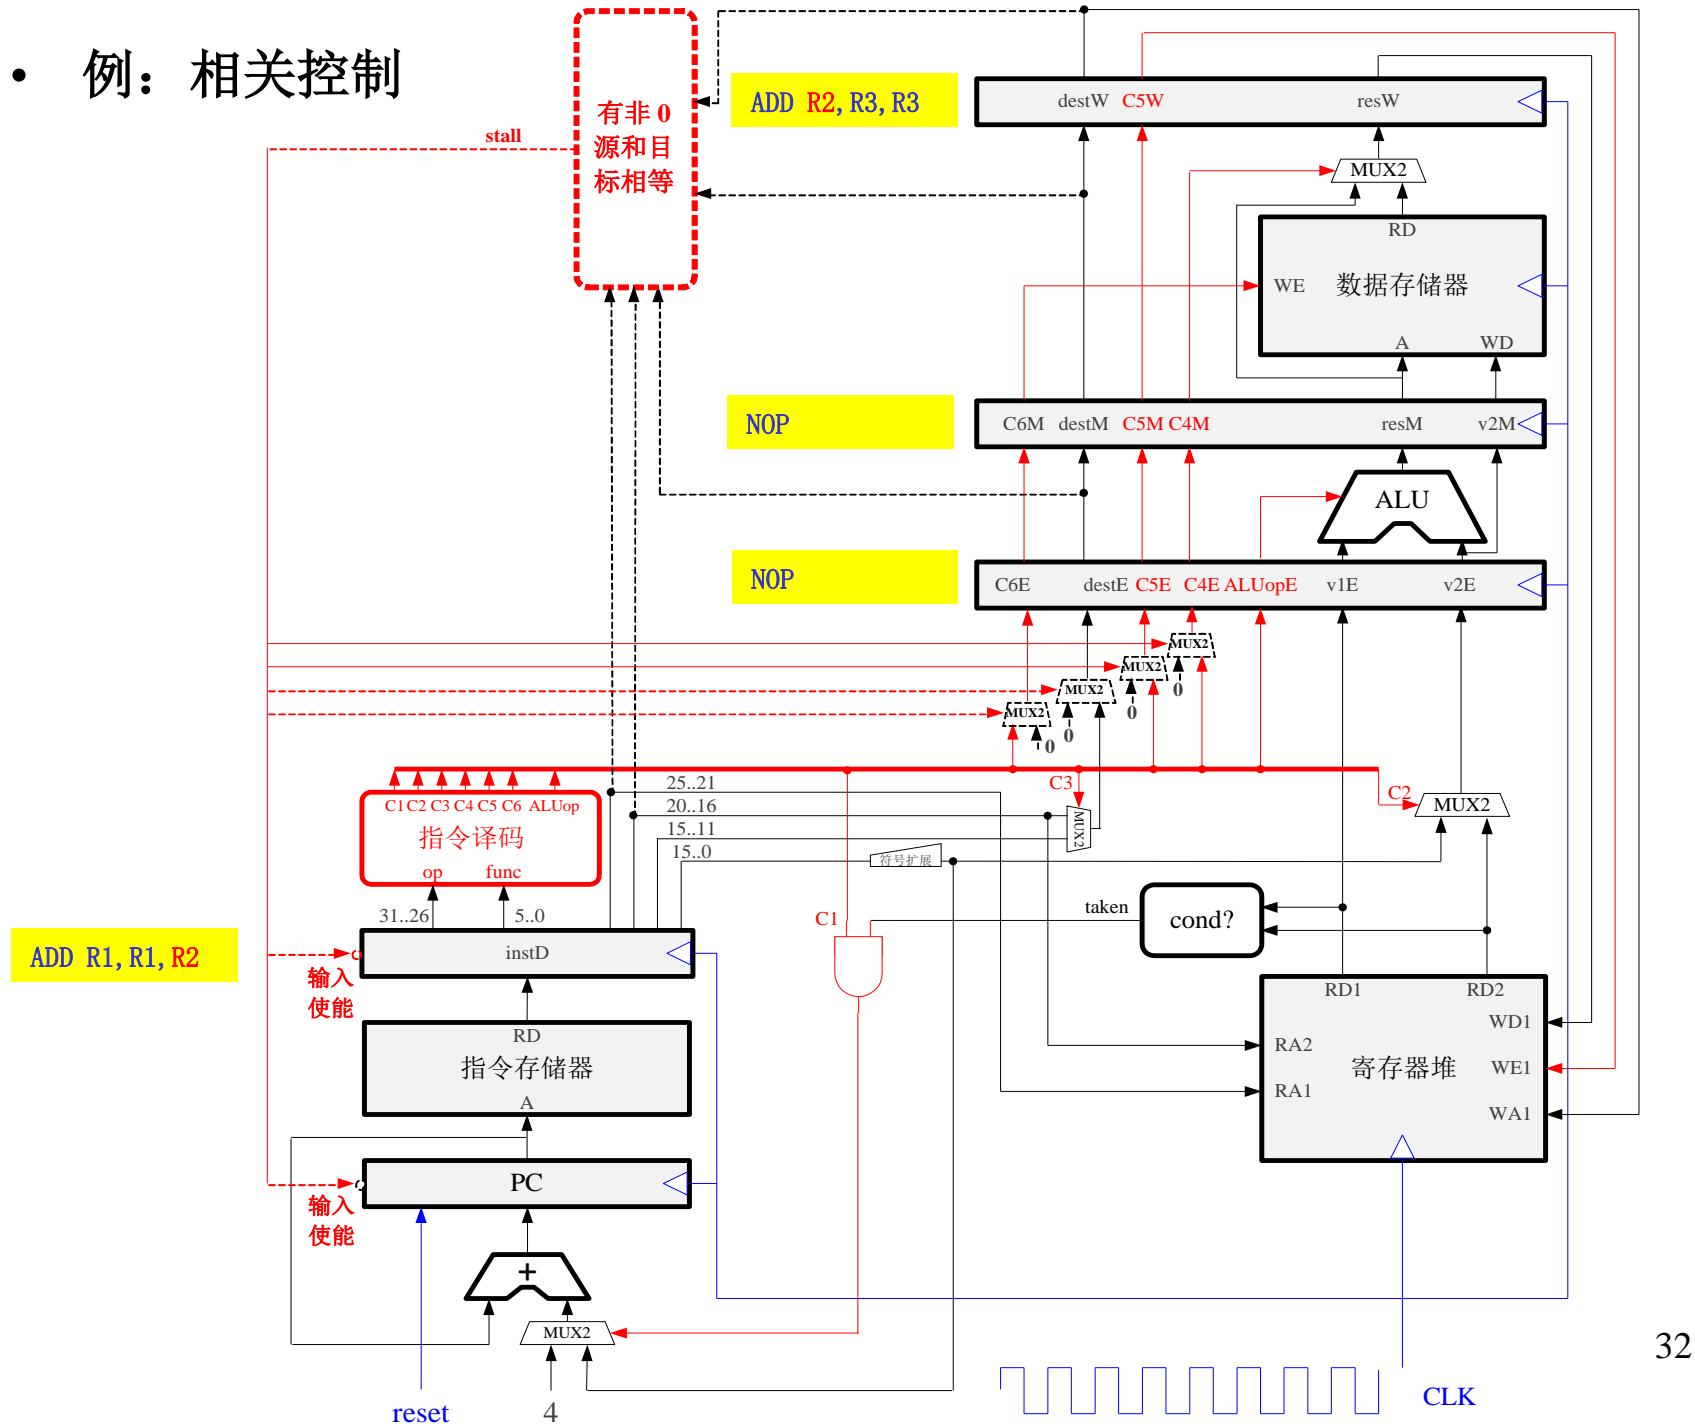 • 例：相关控制
有非 0
源和目
标相等
stall
ADD R2,R3,R3
destW C5W resW
MUX2
RD
WE 数据存储器
A WD
NOP
C6M destM C5M C4M resM v2M
ALU
NOP
C6E destE C5E C4E ALUopE v1E v2E
MUX2
0
MUX2
0
MUX2
0
MUX2
0
C1 C2 C3 C4 C5 C6 ALUop
指令译码
op func
31..26 5..0
25..21
20..16
15..11
15..0
C3
MUX2
符号扩展
C2
MUX2
C1
taken
cond?
ADD R1,R1,R2
instD
输入
使能
RD
指令存储器
A
RD1 RD2
WD1
RA2
寄存器堆
WE1
RA1
WA1
PC
输入
使能
+
MUX2
reset
4
CLK
32